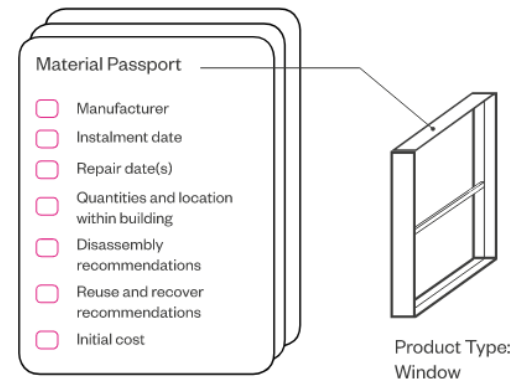 Material Passport
Manufacturer
Instalment date
Repair date(s)
Quantities and location
within building
Disassembly
recommendations
Reuse and recover
recommendations
Initial cost
Product Type:
Window